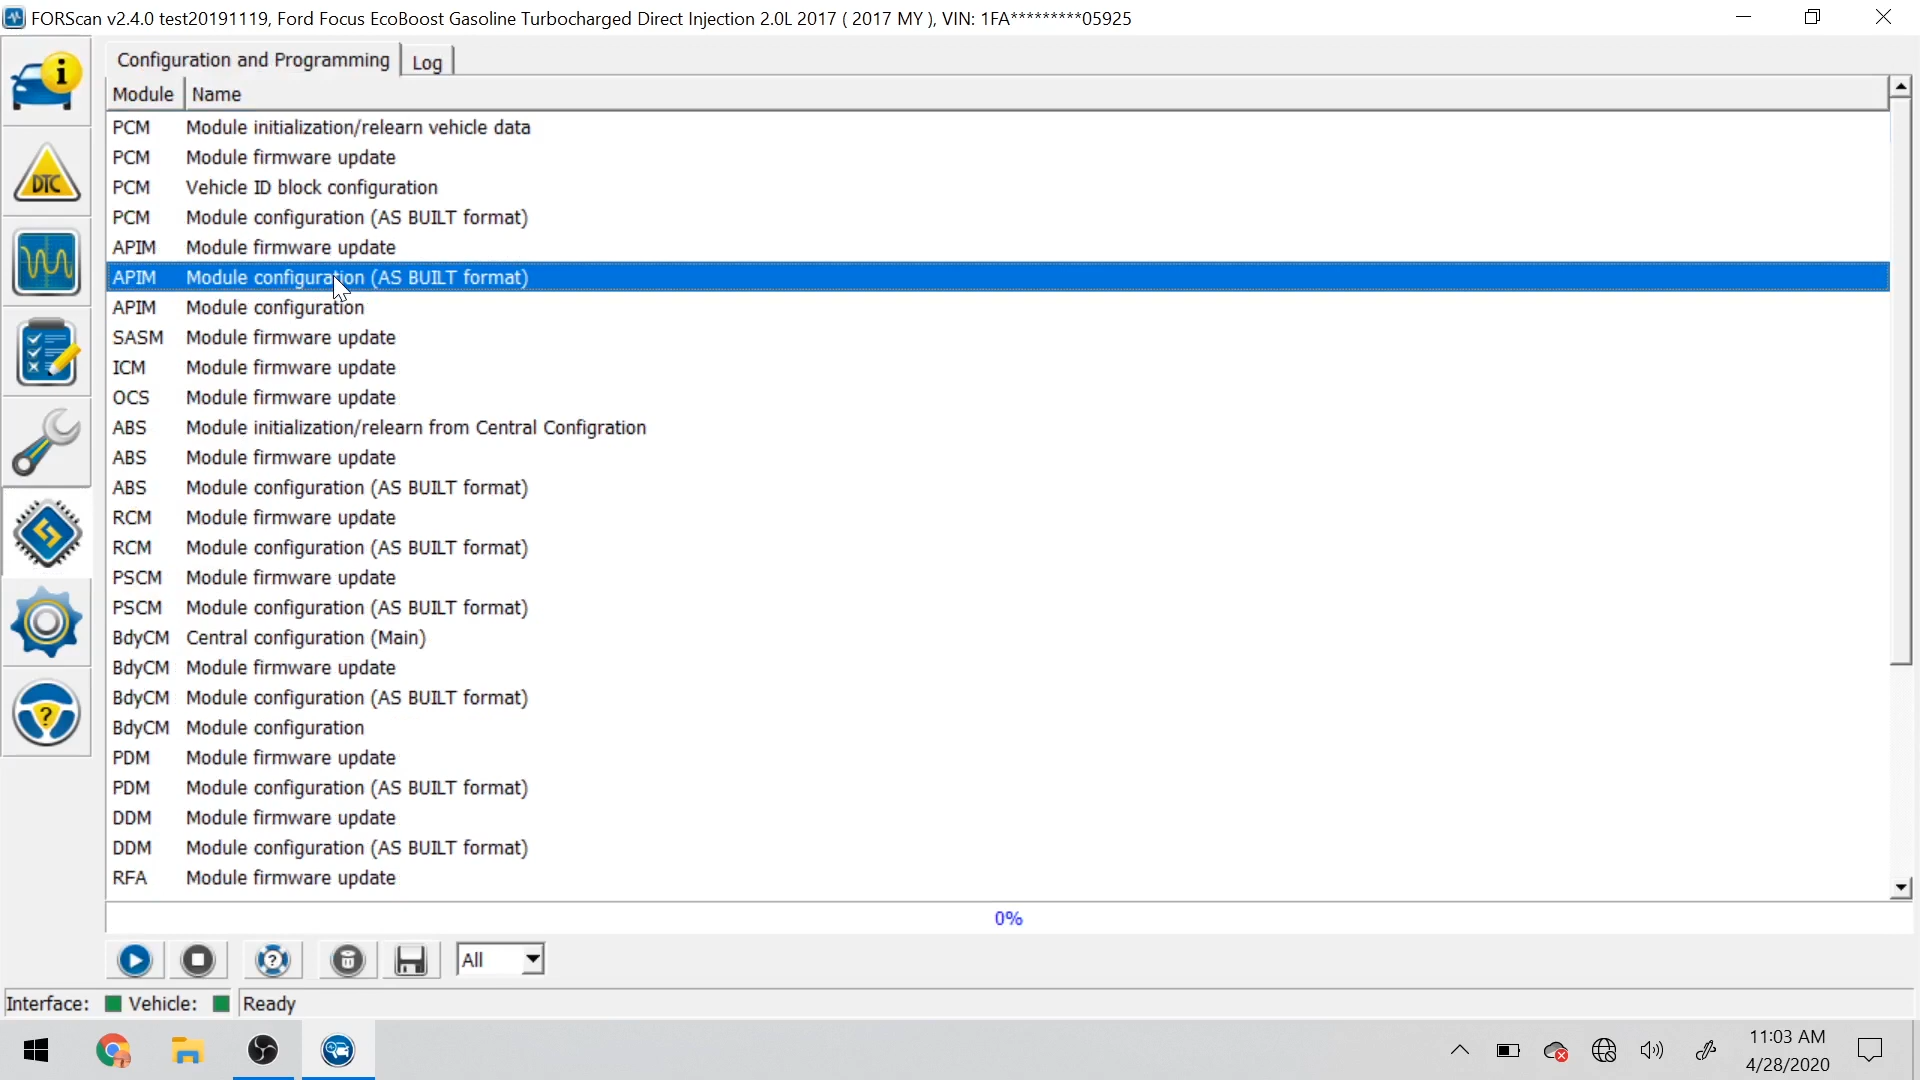 FORScan v2.4.0 test20191119, Ford Focus EcoBoost Gasoline Turbocharged Direct Injection 2.0L 2017 ( 2017 MY ), VIN: 1FA*********05925
Configuration and Programming Log
Module Name
PCM Module initialization/relearn vehicle data
PCM Module firmware update
PCM Vehicle ID block configuration
PCM Module configuration (AS BUILT format)
APIM Module firmware update
APIM Module configuration (AS BUILT format)
APIM Module configuration
SASM Module firmware update
ICM Module firmware update
OCS Module firmware update
ABS Module initialization/relearn from Central Configration
ABS Module firmware update
ABS Module configuration (AS BUILT format)
RCM Module firmware update
RCM Module configuration (AS BUILT format)
PSCM Module firmware update
PSCM Module configuration (AS BUILT format)
BdyCM Central configuration (Main)
BdyCM Module firmware update
BdyCM Module configuration (AS BUILT format)
BdyCM Module configuration
PDM Module firmware update
PDM Module configuration (AS BUILT format)
DDM Module firmware update
DDM Module configuration (AS BUILT format)
RFA Module firmware update
DTC
0%
All
Interface: Vehicle: Ready
11:03 AM
4/28/2020